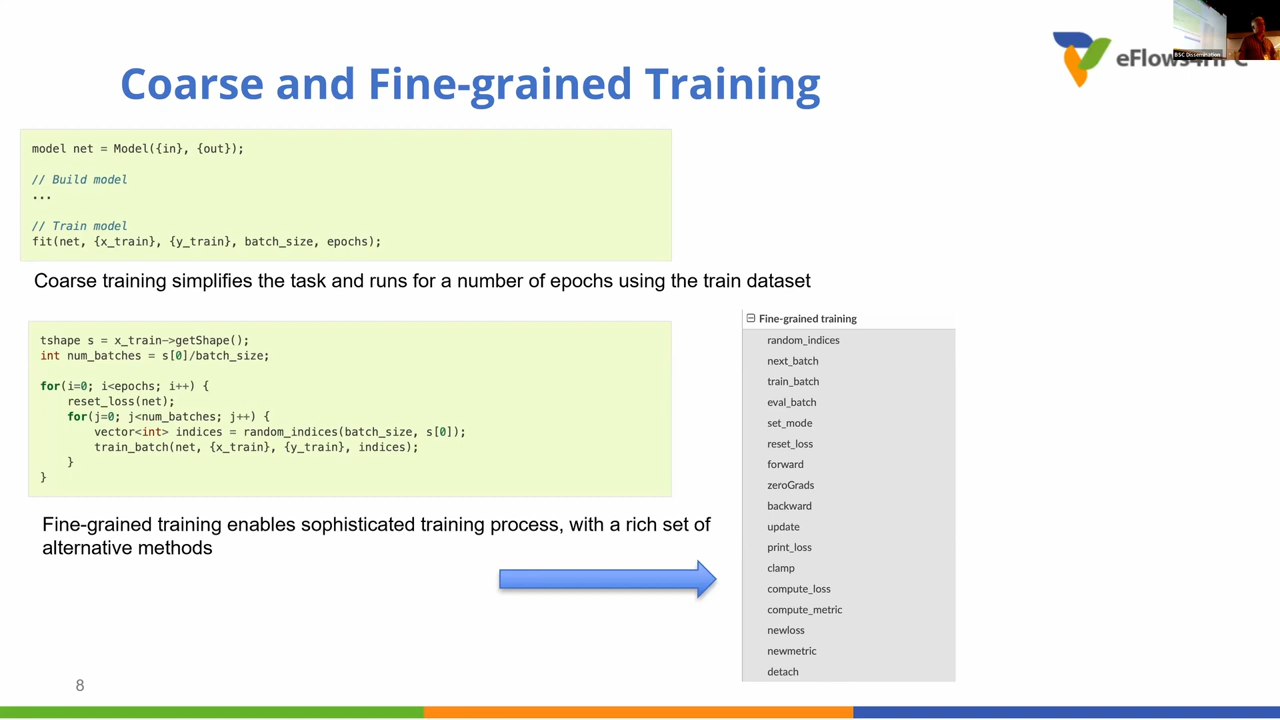 BSC Dissemination
Coarse and Fine-grained Training
model net = Model({in}, {out});
// Build model
...
// Train model
fit(net, {x_train}, {y_train}, batch_size, epochs);
Coarse training simplifies the task and runs for a number of epochs using the train dataset
tshape s = x_train->getShape();
int num_batches = s[0]/batch_size;
for(i=0; i<epochs; i++) {
reset_loss(net);
for(j=0; j<num_batches; j++) {
vector<int> indices = random_indices(batch_size, s[0]);
train_batch(net, {x_train}, {y_train}, indices);
}
}
Fine-grained training enables sophisticated training process, with a rich set of
alternative methods
Fine-grained training
random_indices
next_batch
train_batch
eval_batch
set_mode
reset_loss
forward
zeroGrads
backward
update
print_loss
clamp
compute_loss
compute_metric
newloss
newmetric
detach
8